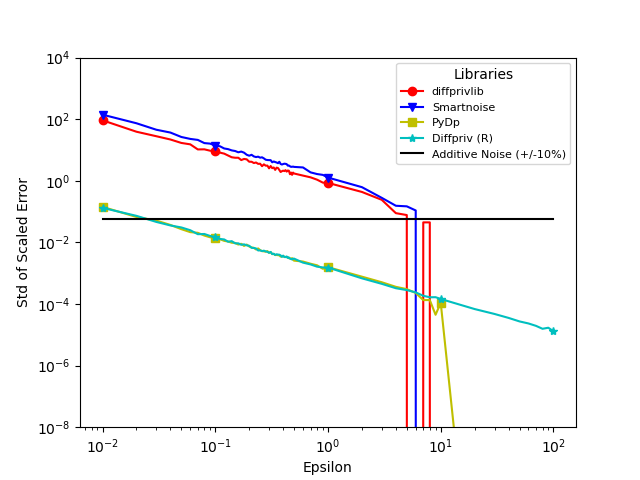 10^4
10^2
10^0
10^−2
10^−4
10^−6
10^−8
Std of Scaled Error
Libraries
diffprivlib
Smartnoise
PyDp
Diffpriv (R)
Additive Noise (+/-10%)
10^−2
10^−1
10^0
10^1
10^2
Epsilon